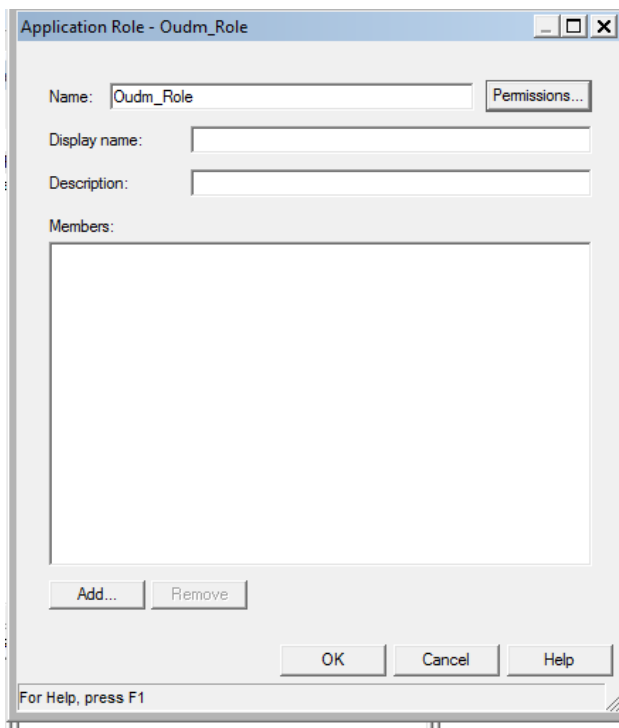 Application Role - Oudm_Role
Name: Oudm_Role Permissions...
Display name:
Description:
Members:
Add... Remove
OK Cancel Help
For Help, press F1